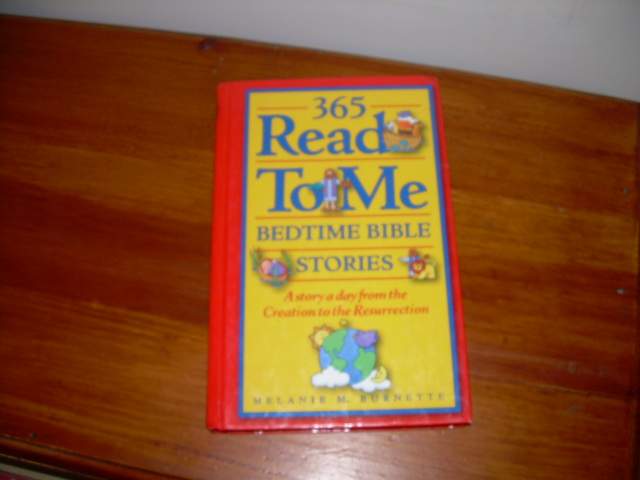 365
Read
To Me
BEDTIME BIBLE
STORIES
A story a day from the
Creation to the Resurrection
MELANIE M. BURNETTE